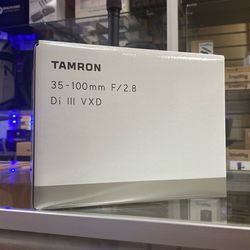 TAMRON
35-100mm F/2.8
Di III VXD